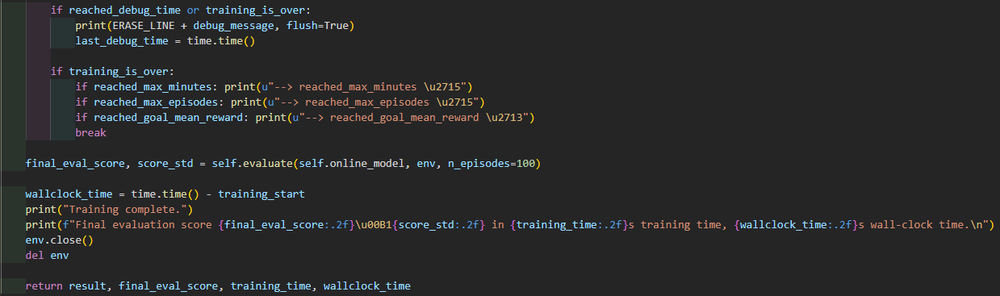 if reached_debug_time or training_is_over:
print(ERASE_LINE + debug_message, flush=True)
last_debug_time = time.time()
if training_is_over:
if reached_max_minutes: print(u"--> reached_max_minutes \u2715")
if reached_max_episodes: print(u"--> reached_max_episodes \u2715")
if reached_goal_mean_reward: print(u"--> reached_goal_mean_reward \u2713")
break
final_eval_score, score_std = self.evaluate(self.online_model, env, n_episodes=100)
wallclock_time = time.time() - training_start
print("Training complete.")
print(f"Final evaluation score {final_eval_score:.2f}\u00B1{score_std:.2f} in {training_time:.2f}s training time, {wallclock_time:.2f}s wall-clock time.\n")
env.close()
del env
return result, final_eval_score, training_time, wallclock_time